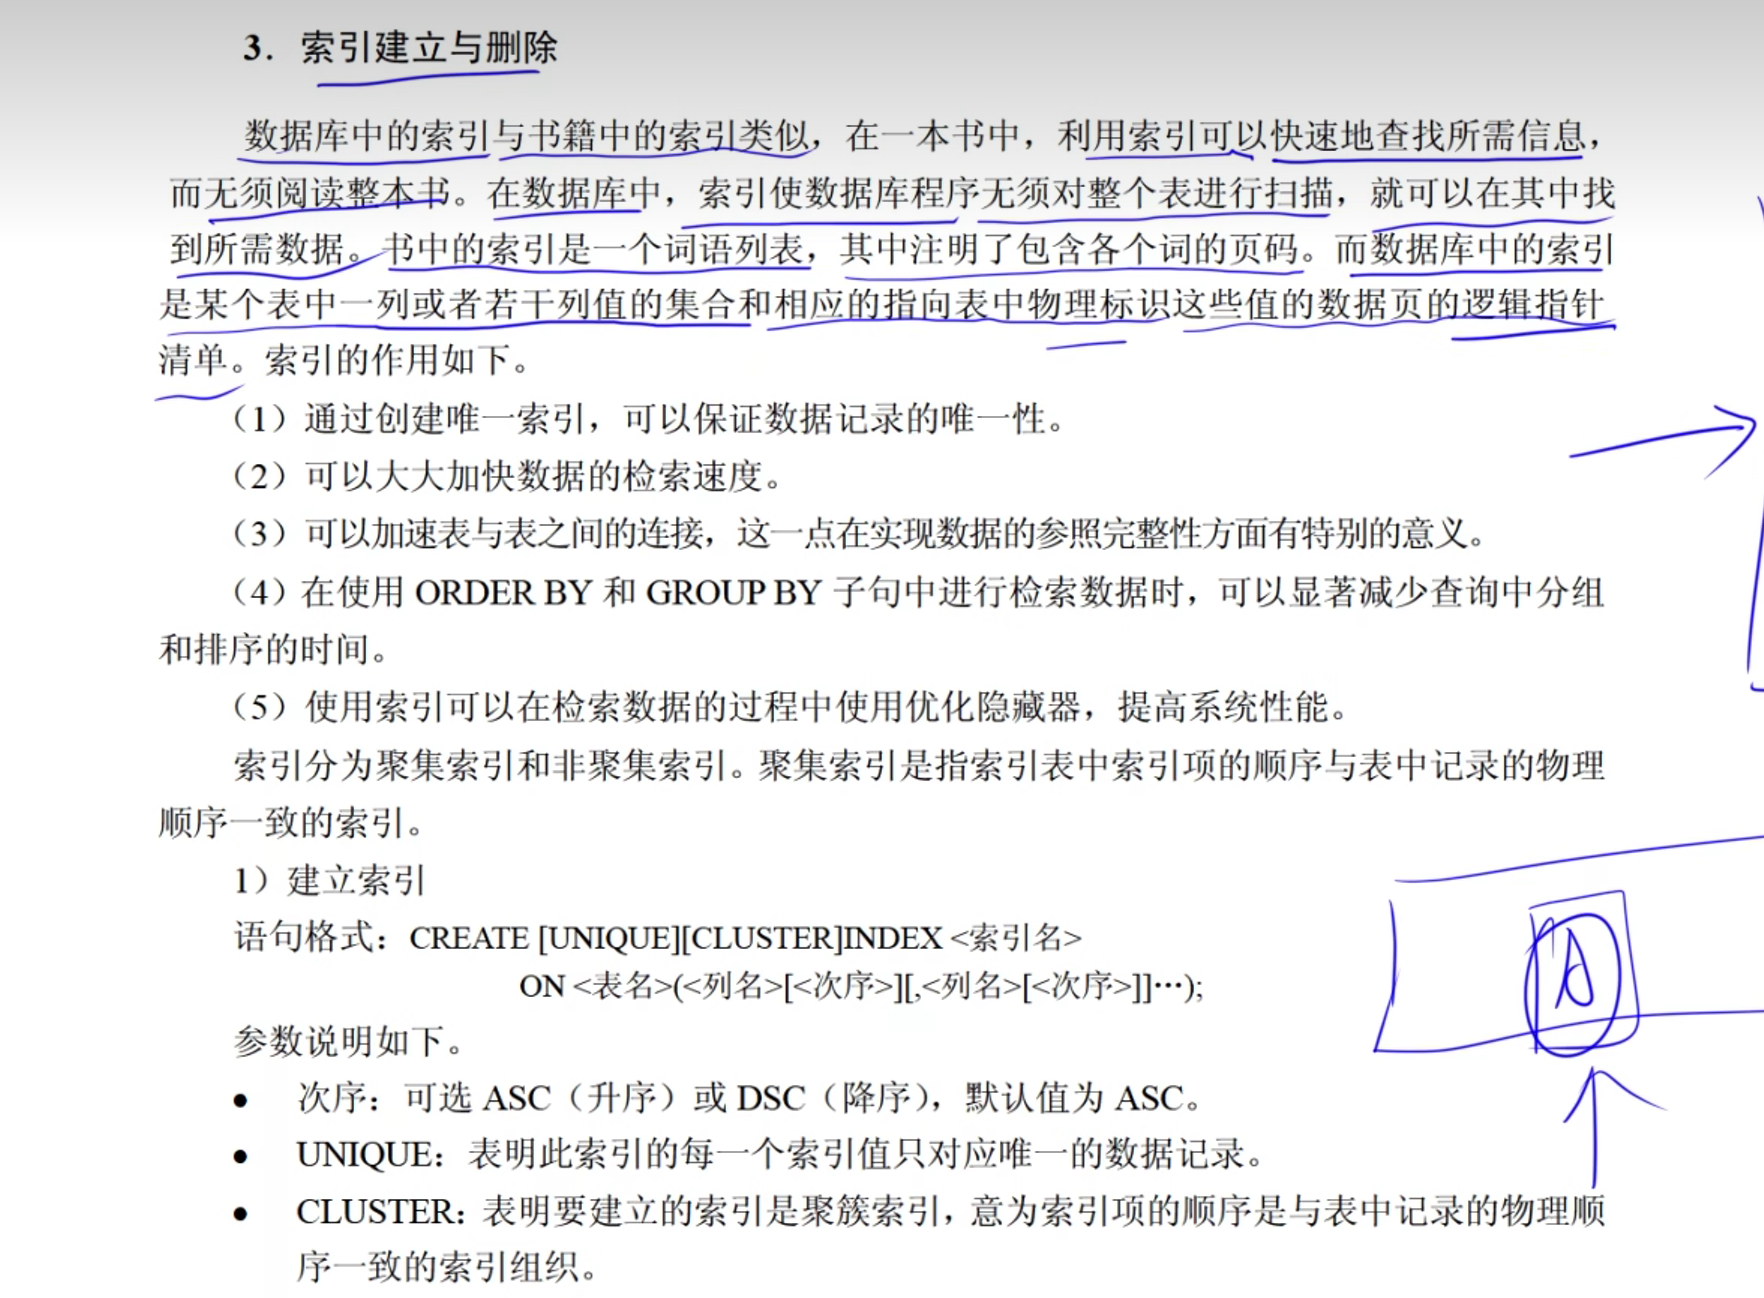 3. 索引建立与删除
数据库中的索引与书籍中的索引类似，在一本书中，利用索引可以快速地查找所需信息，
而无须阅读整本书。在数据库中，索引使数据库程序无须对整个表进行扫描，就可以在其中找
到所需数据。书中的索引是一个词语列表，其中注明了包含各个词的页码。而数据库中的索引
是某个表中一列或者若干列值的集合和相应的指向表中物理标识这些值的数据页的逻辑指针
清单。索引的作用如下。
（1）通过创建唯一索引，可以保证数据记录的唯一性。
（2）可以大大加快数据的检索速度。
（3）可以加速表与表之间的连接，这一点在实现数据的参照完整性方面有特别的意义。
（4）在使用 ORDER BY 和 GROUP BY 子句中进行检索数据时，可以显著减少查询中分组
和排序的时间。
（5）使用索引可以在检索数据的过程中使用优化隐藏器，提高系统性能。
索引分为聚集索引和非聚集索引。聚集索引是指索引表中索引项的顺序与表中记录的物理
顺序一致的索引。
1）建立索引
语句格式：CREATE [UNIQUE][CLUSTER]INDEX <索引名>
ON <表名>(<列名>[<次序>][,<列名>[<次序>]]…);
参数说明如下。
● 次序：可选 ASC（升序）或 DSC（降序），默认值为 ASC。
● UNIQUE：表明此索引的每一个索引值只对应唯一的数据记录。
● CLUSTER：表明要建立的索引是聚簇索引，意为索引项的顺序是与表中记录的物理顺
序一致的索引组织。
A